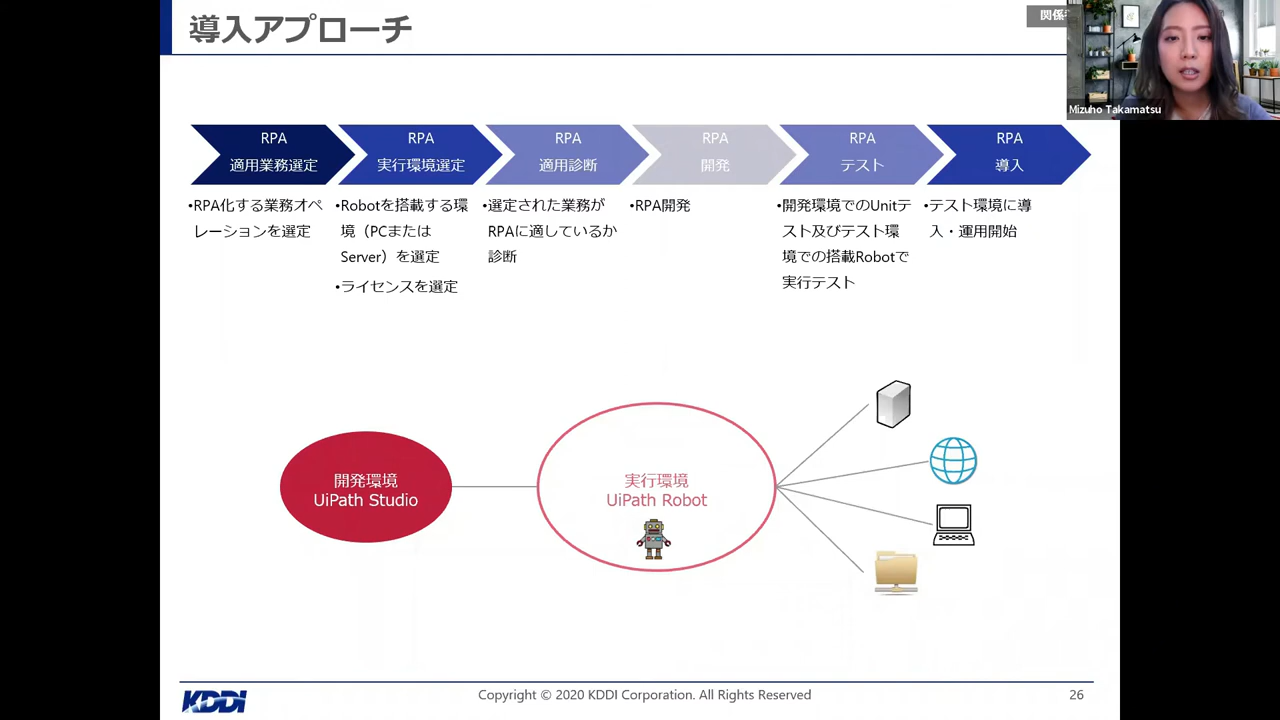 導入アプローチ
関係
Mizuho Takamatsu
RPA
適用業務選定
RPA
実行環境選定
RPA
適用診断
RPA
開発
RPA
テスト
RPA
導入
•RPA化する業務オペ
レーションを選定
•Robotを搭載する環
境（PCまたは
Server）を選定
•ライセンスを選定
•選定された業務が
RPAに適しているか
診断
•RPA開発
•開発環境でのUnitテ
スト及びテスト環
境での搭載Robotで
実行テスト
•テスト環境に導
入・運用開始
開発環境
UiPath Studio
実行環境
UiPath Robot
KDDI
Copyright © 2020 KDDI Corporation. All Rights Reserved
26